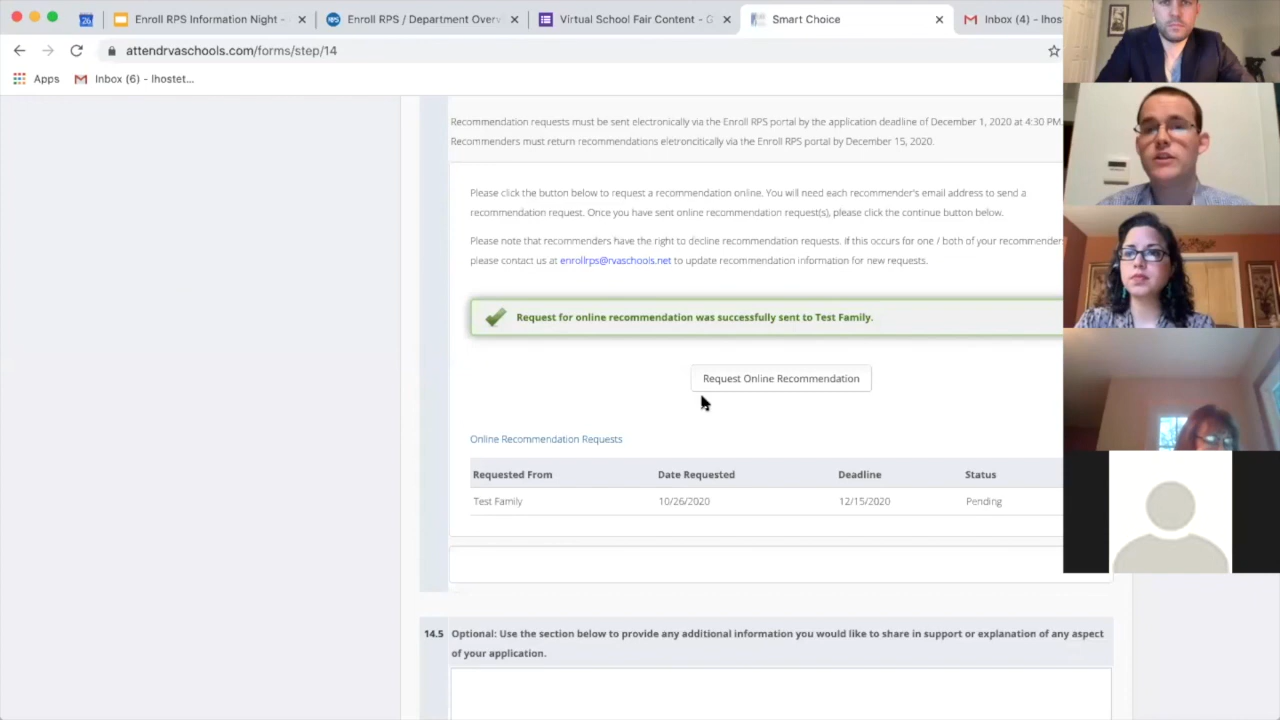 26
Enroll RPS Information Night -
Enroll RPS / Department Overv
Virtual School Fair Content - G
Smart Choice
Inbox (4) - lhos
attendrvaschools.com/forms/step/14
Apps
Inbox (6) - lhostet...
Recommendation requests must be sent electronically via the Enroll RPS portal by the application deadline of December 1, 2020 at 4:30 PM.
Recommenders must return recommendations eletroncitically via the Enroll RPS portal by December 15, 2020.
Please click the button below to request a recommendation online. You will need each recommender's email address to send a
recommendation request. Once you have sent online recommendation request(s), please click the continue button below.
Please note that recommenders have the right to decline recommendation requests. If this occurs for one / both of your recommender
please contact us at enrollrps@rvaschools.net to update recommendation information for new requests.
Request for online recommendation was successfully sent to Test Family.
Request Online Recommendation
Online Recommendation Requests
Requested From Date Requested Deadline Status
Test Family 10/26/2020 12/15/2020 Pending
14.5 Optional: Use the section below to provide any additional information you would like to share in support or explanation of any aspect
of your application.